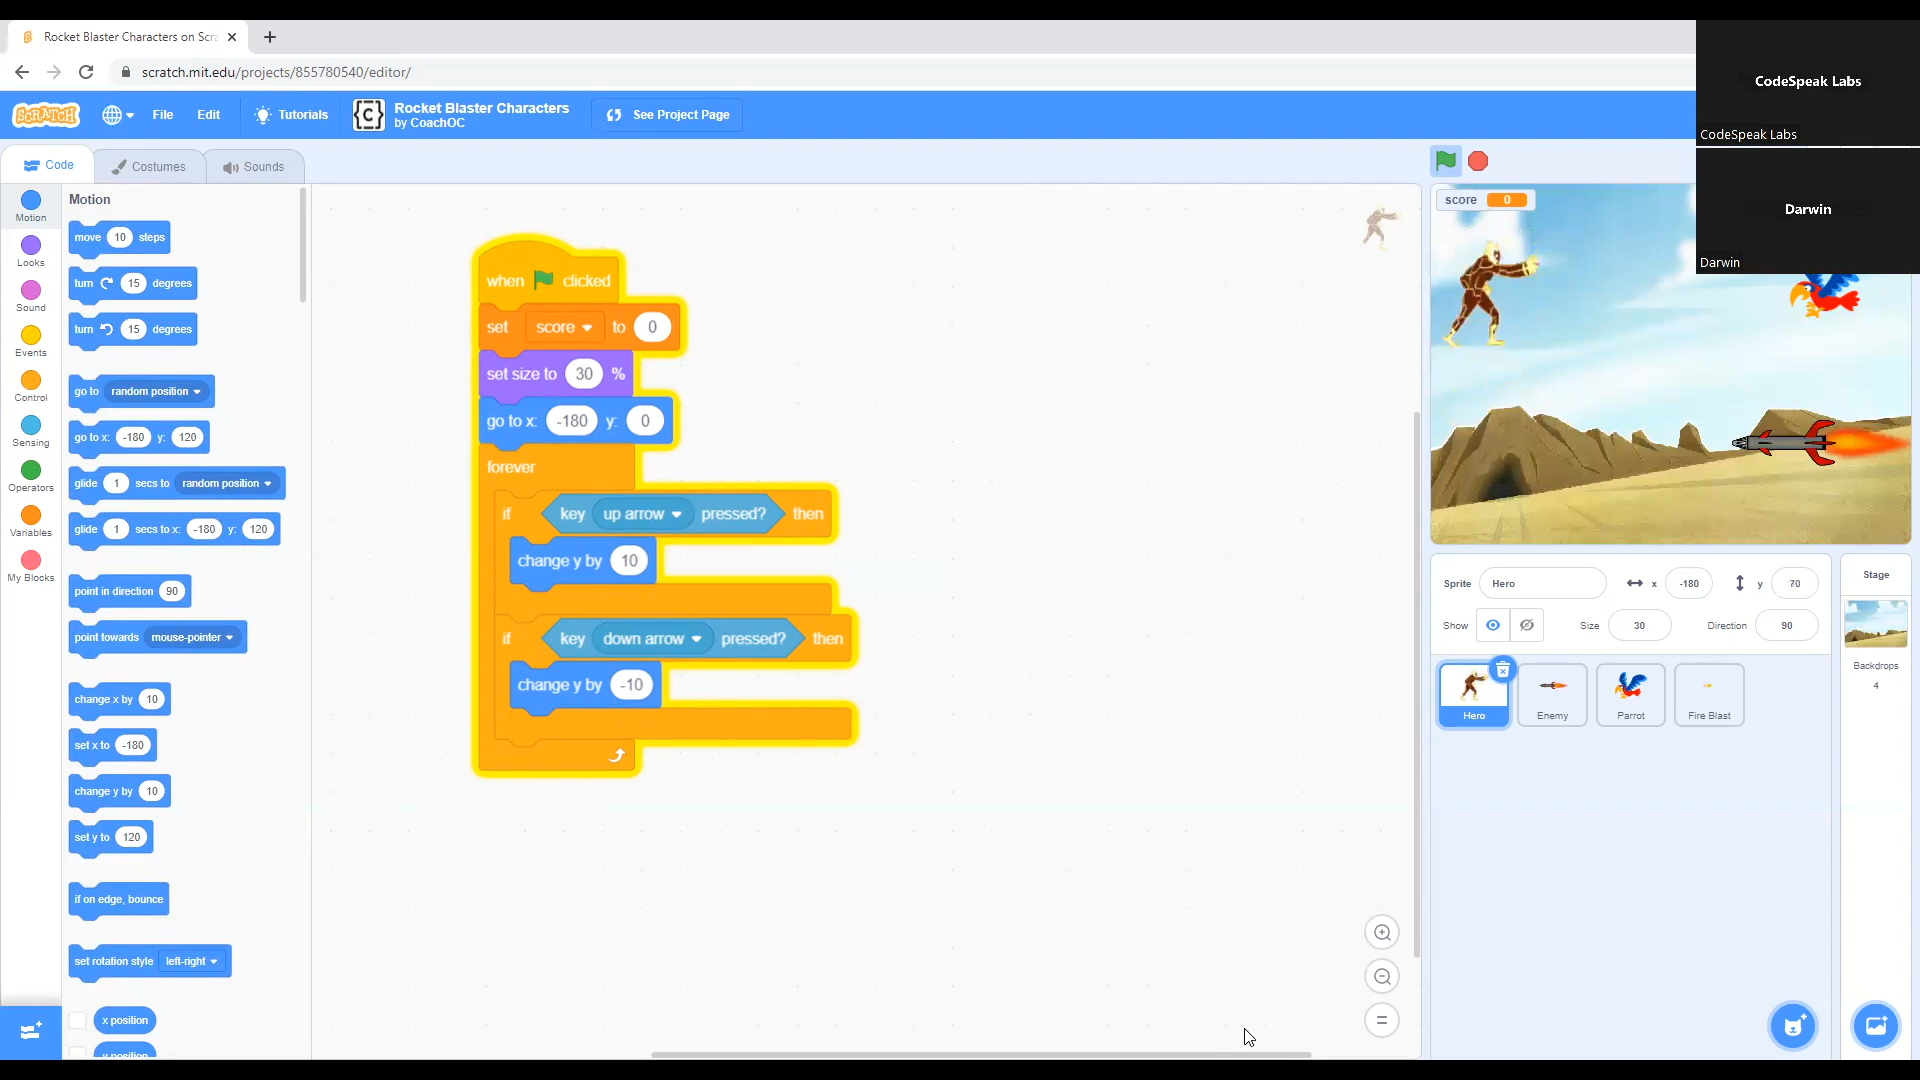 Rocket Blaster Characters on Scr
scratch.mit.edu/projects/855780540/editor/
SCRATCH
File
Edit
Tutorials
{C}
Rocket Blaster Characters
by CoachOC
See Project Page
CodeSpeak Labs
CodeSpeak Labs
Darwin
Darwin
Code
Costumes
Sounds
Motion
Looks
Sound
Events
Control
Sensing
Operators
Variables
My Blocks
Motion
move 10 steps
turn 15 degrees
turn 15 degrees
go to random position
go to x: -180 y: 120
glide 1 secs to random position
glide 1 secs to x: -180 y: 120
point in direction 90
point towards mouse-pointer
change x by 10
set x to -180
change y by 10
set y to 120
if on edge, bounce
set rotation style left-right
x position
y position
when clicked
set score to 0
set size to 30 %
go to x: -180 y: 0
forever
if key up arrow pressed? then
change y by 10
if key down arrow pressed? then
change y by -10
score 0
Sprite Hero x -180 y 70
Show Size 30 Direction 90
Hero
Enemy
Parrot
Fire Blast
Stage
Backdrops
4